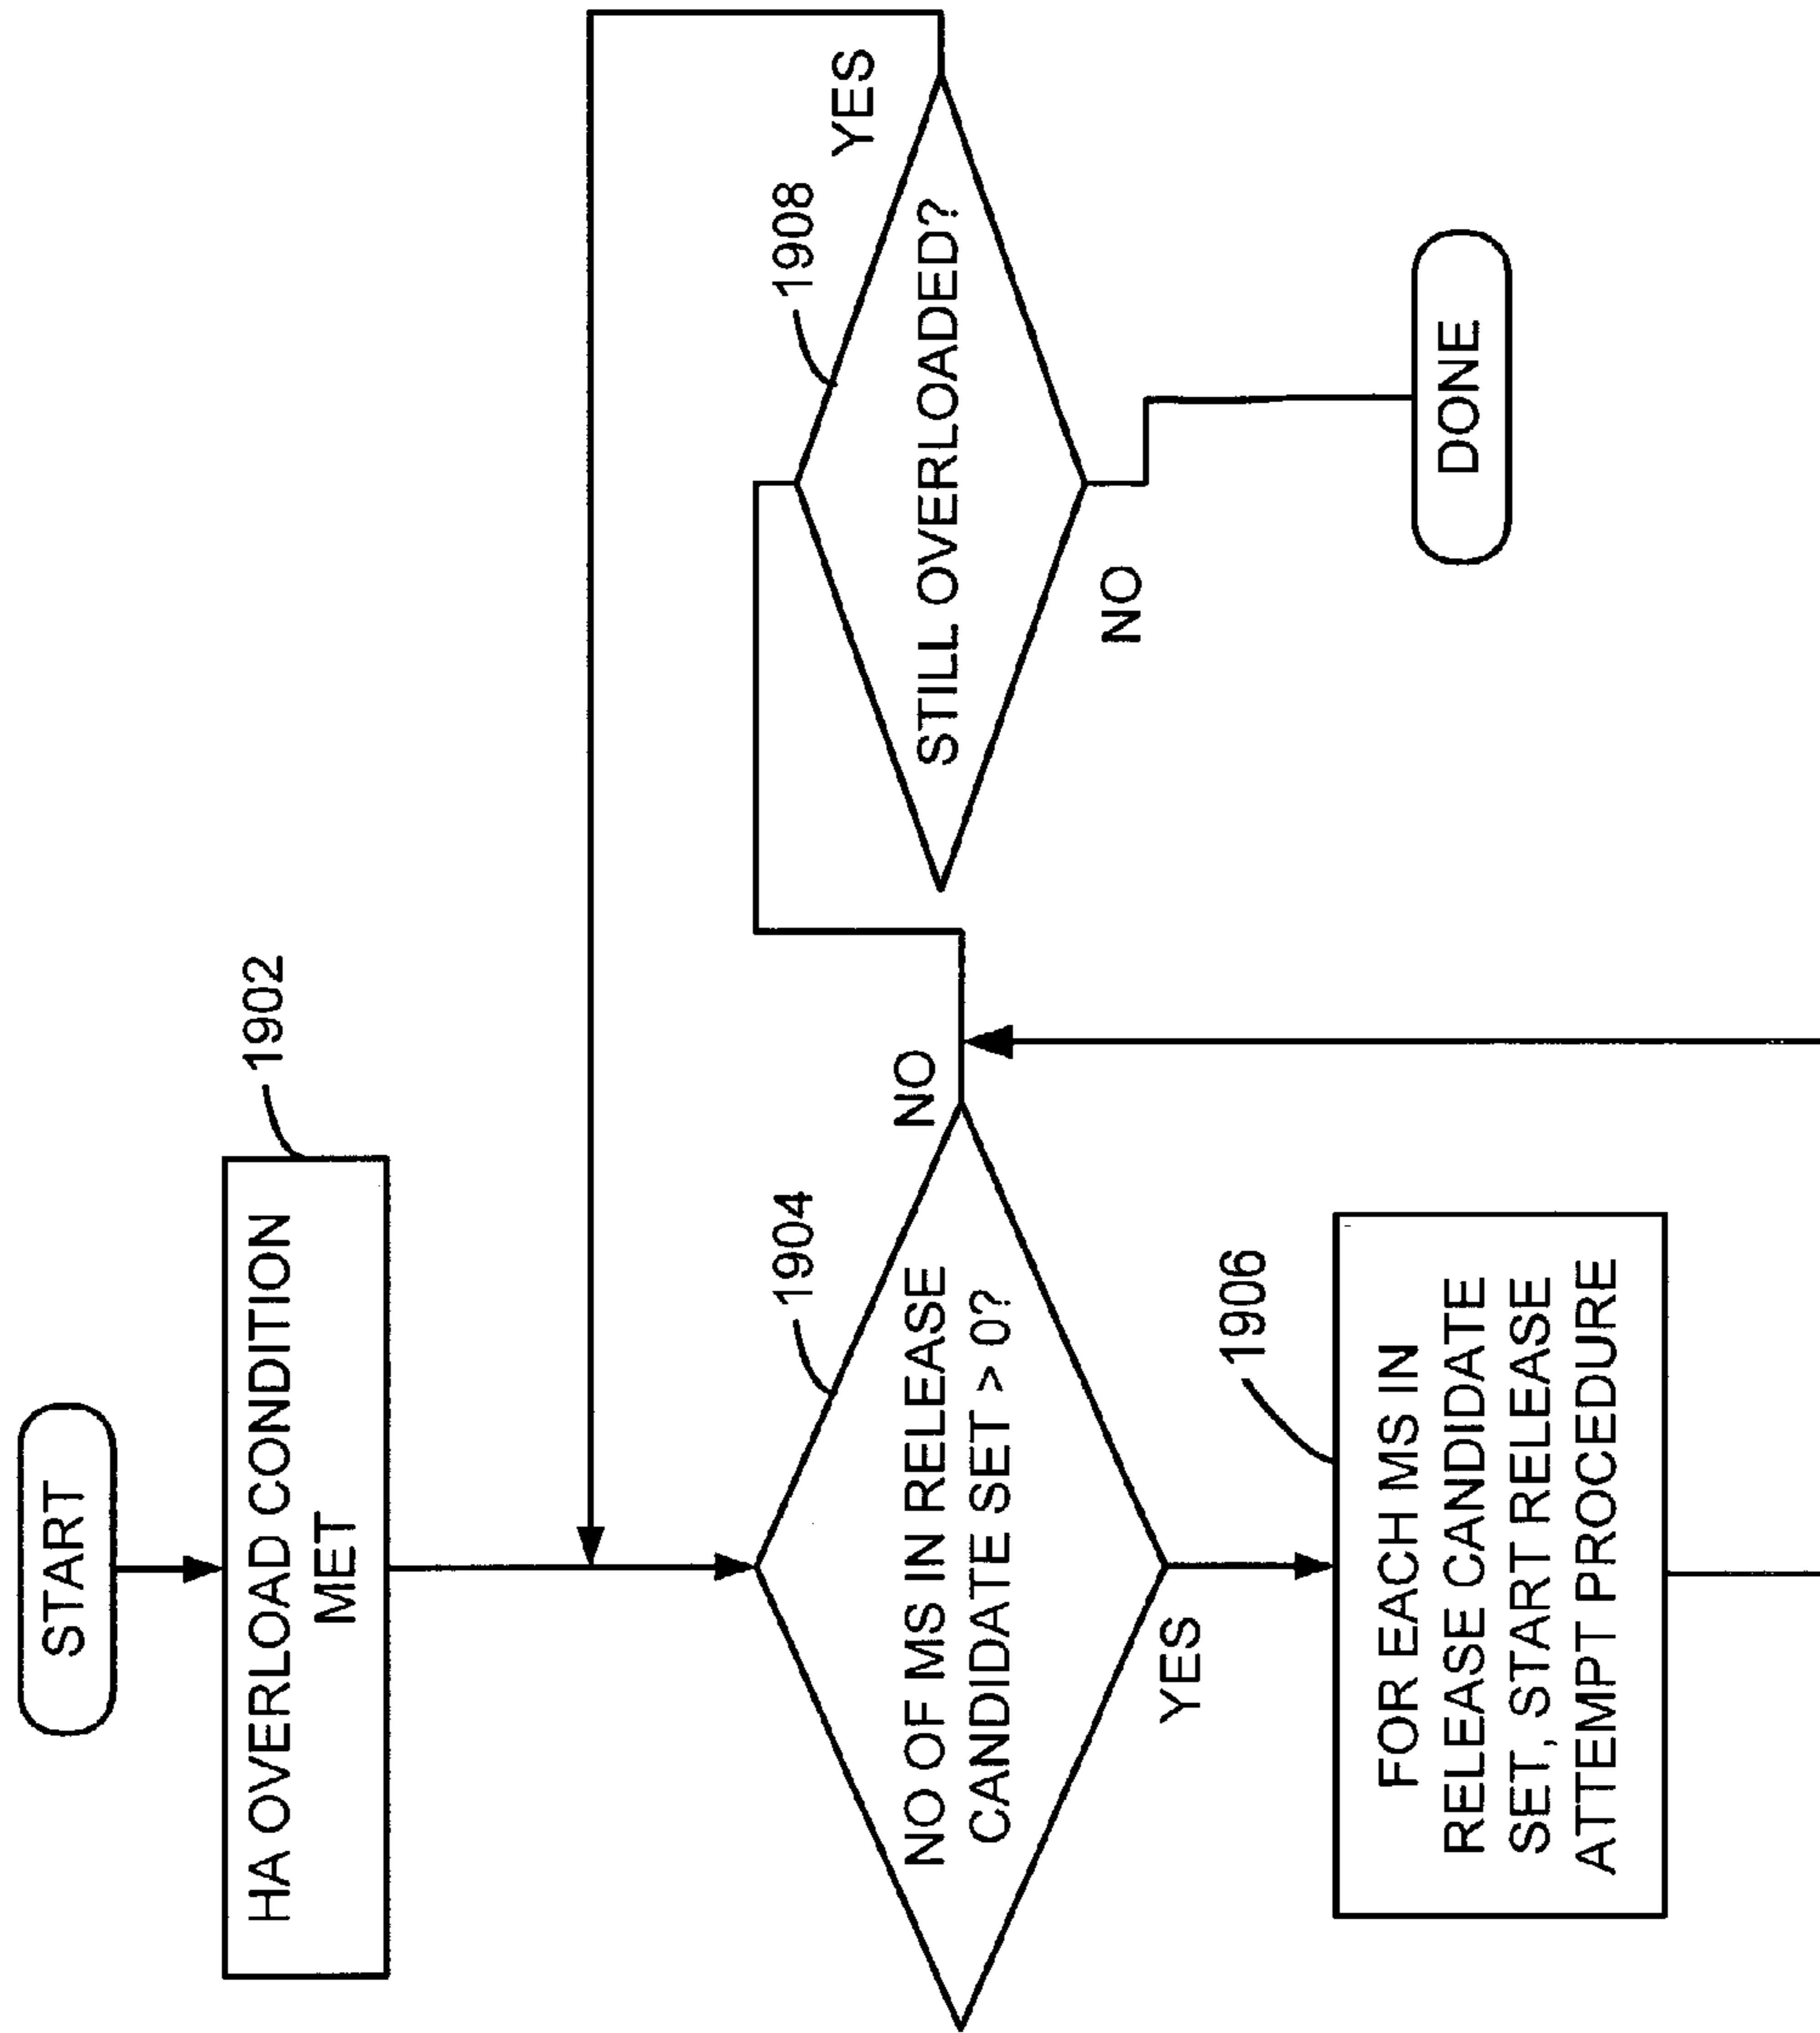 START
HA OVERLOAD CONDITION
MET
1902
NO OF MS IN RELEASE
CANDIDATE SET > 0?
1904
NO
YES
FOR EACH MS IN
RELEASE CANDIDATE
SET, START RELEASE
ATTEMPT PROCEDURE
1906
STILL OVERLOADED?
1908
YES
NO
DONE